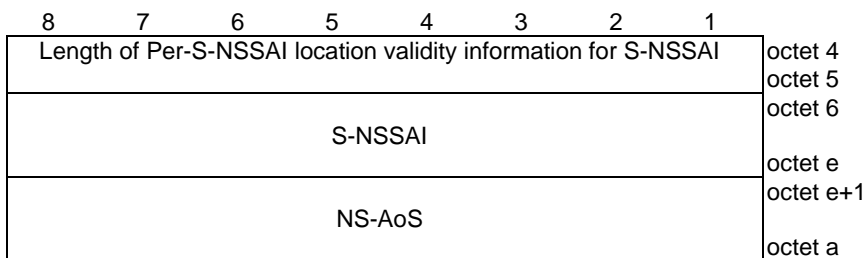 8 7 6 5 4 3 2 1
Length of Per-S-NSSAI location validity information for S-NSSAI octet 4
octet 5
octet 6
S-NSSAI
octet e
octet e+1
NS-AoS
octet a